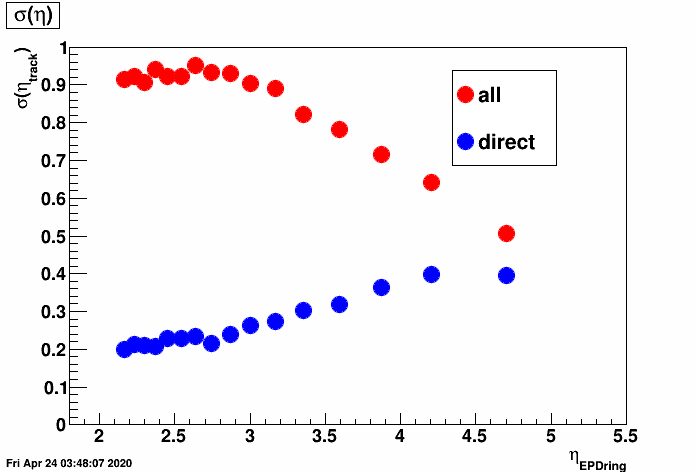 σ(η)
σ(η_track)
1
0.9
0.8
0.7
0.6
0.5
0.4
0.3
0.2
0.1
0
all
direct
2 2.5 3 3.5 4 4.5 5 5.5
η_EPDring
Fri Apr 24 03:48:07 2020